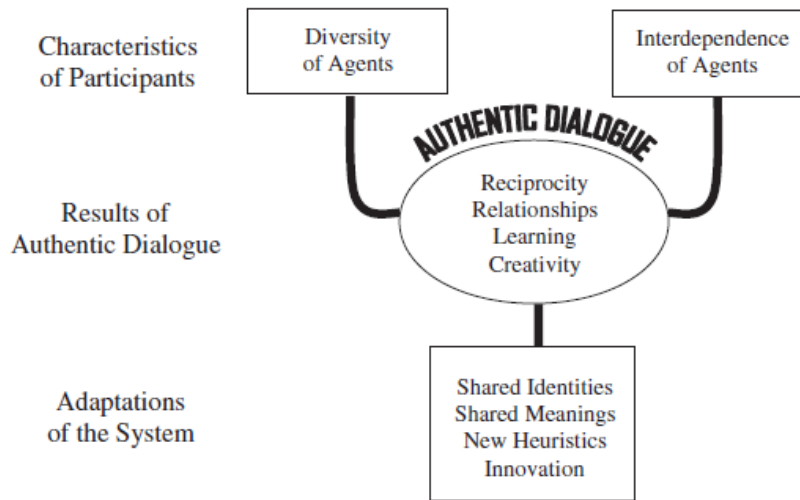 Characteristics
of Participants
Diversity
of Agents
Interdependence
of Agents
AUTHENTIC DIALOGUE
Results of
Authentic Dialogue
Reciprocity
Relationships
Learning
Creativity
Adaptations
of the System
Shared Identities
Shared Meanings
New Heuristics
Innovation